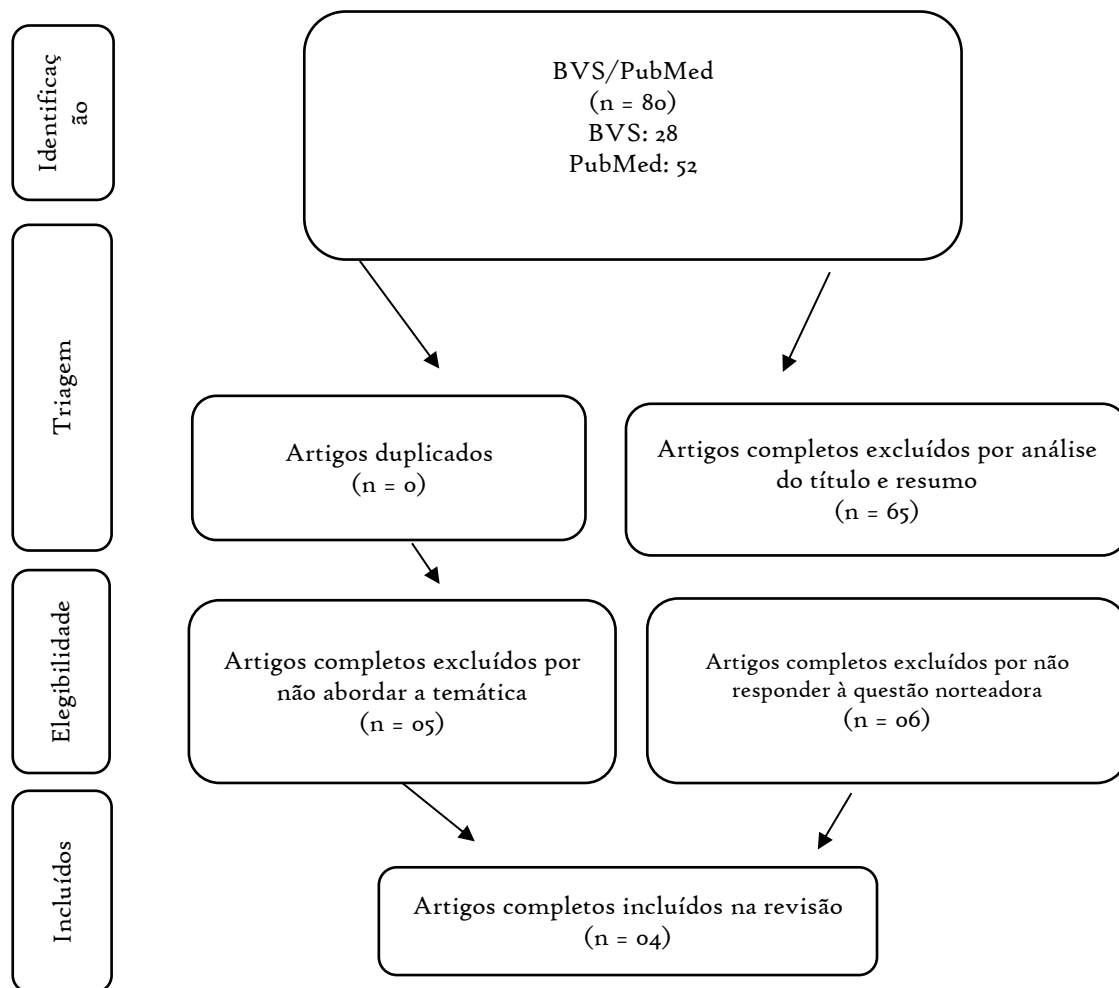 Identificaç
ão
BVS/PubMed
(n = 80)
BVS: 28
PubMed: 52
Triagem
Artigos duplicados
(n = 0)
Artigos completos excluídos por análise
do título e resumo
(n = 65)
Elegibilidade
Artigos completos excluídos por
não abordar a temática
(n = 05)
Artigos completos excluídos por não
responder à questão norteadora
(n = 06)
Incluídos
Artigos completos incluídos na revisão
(n = 04)